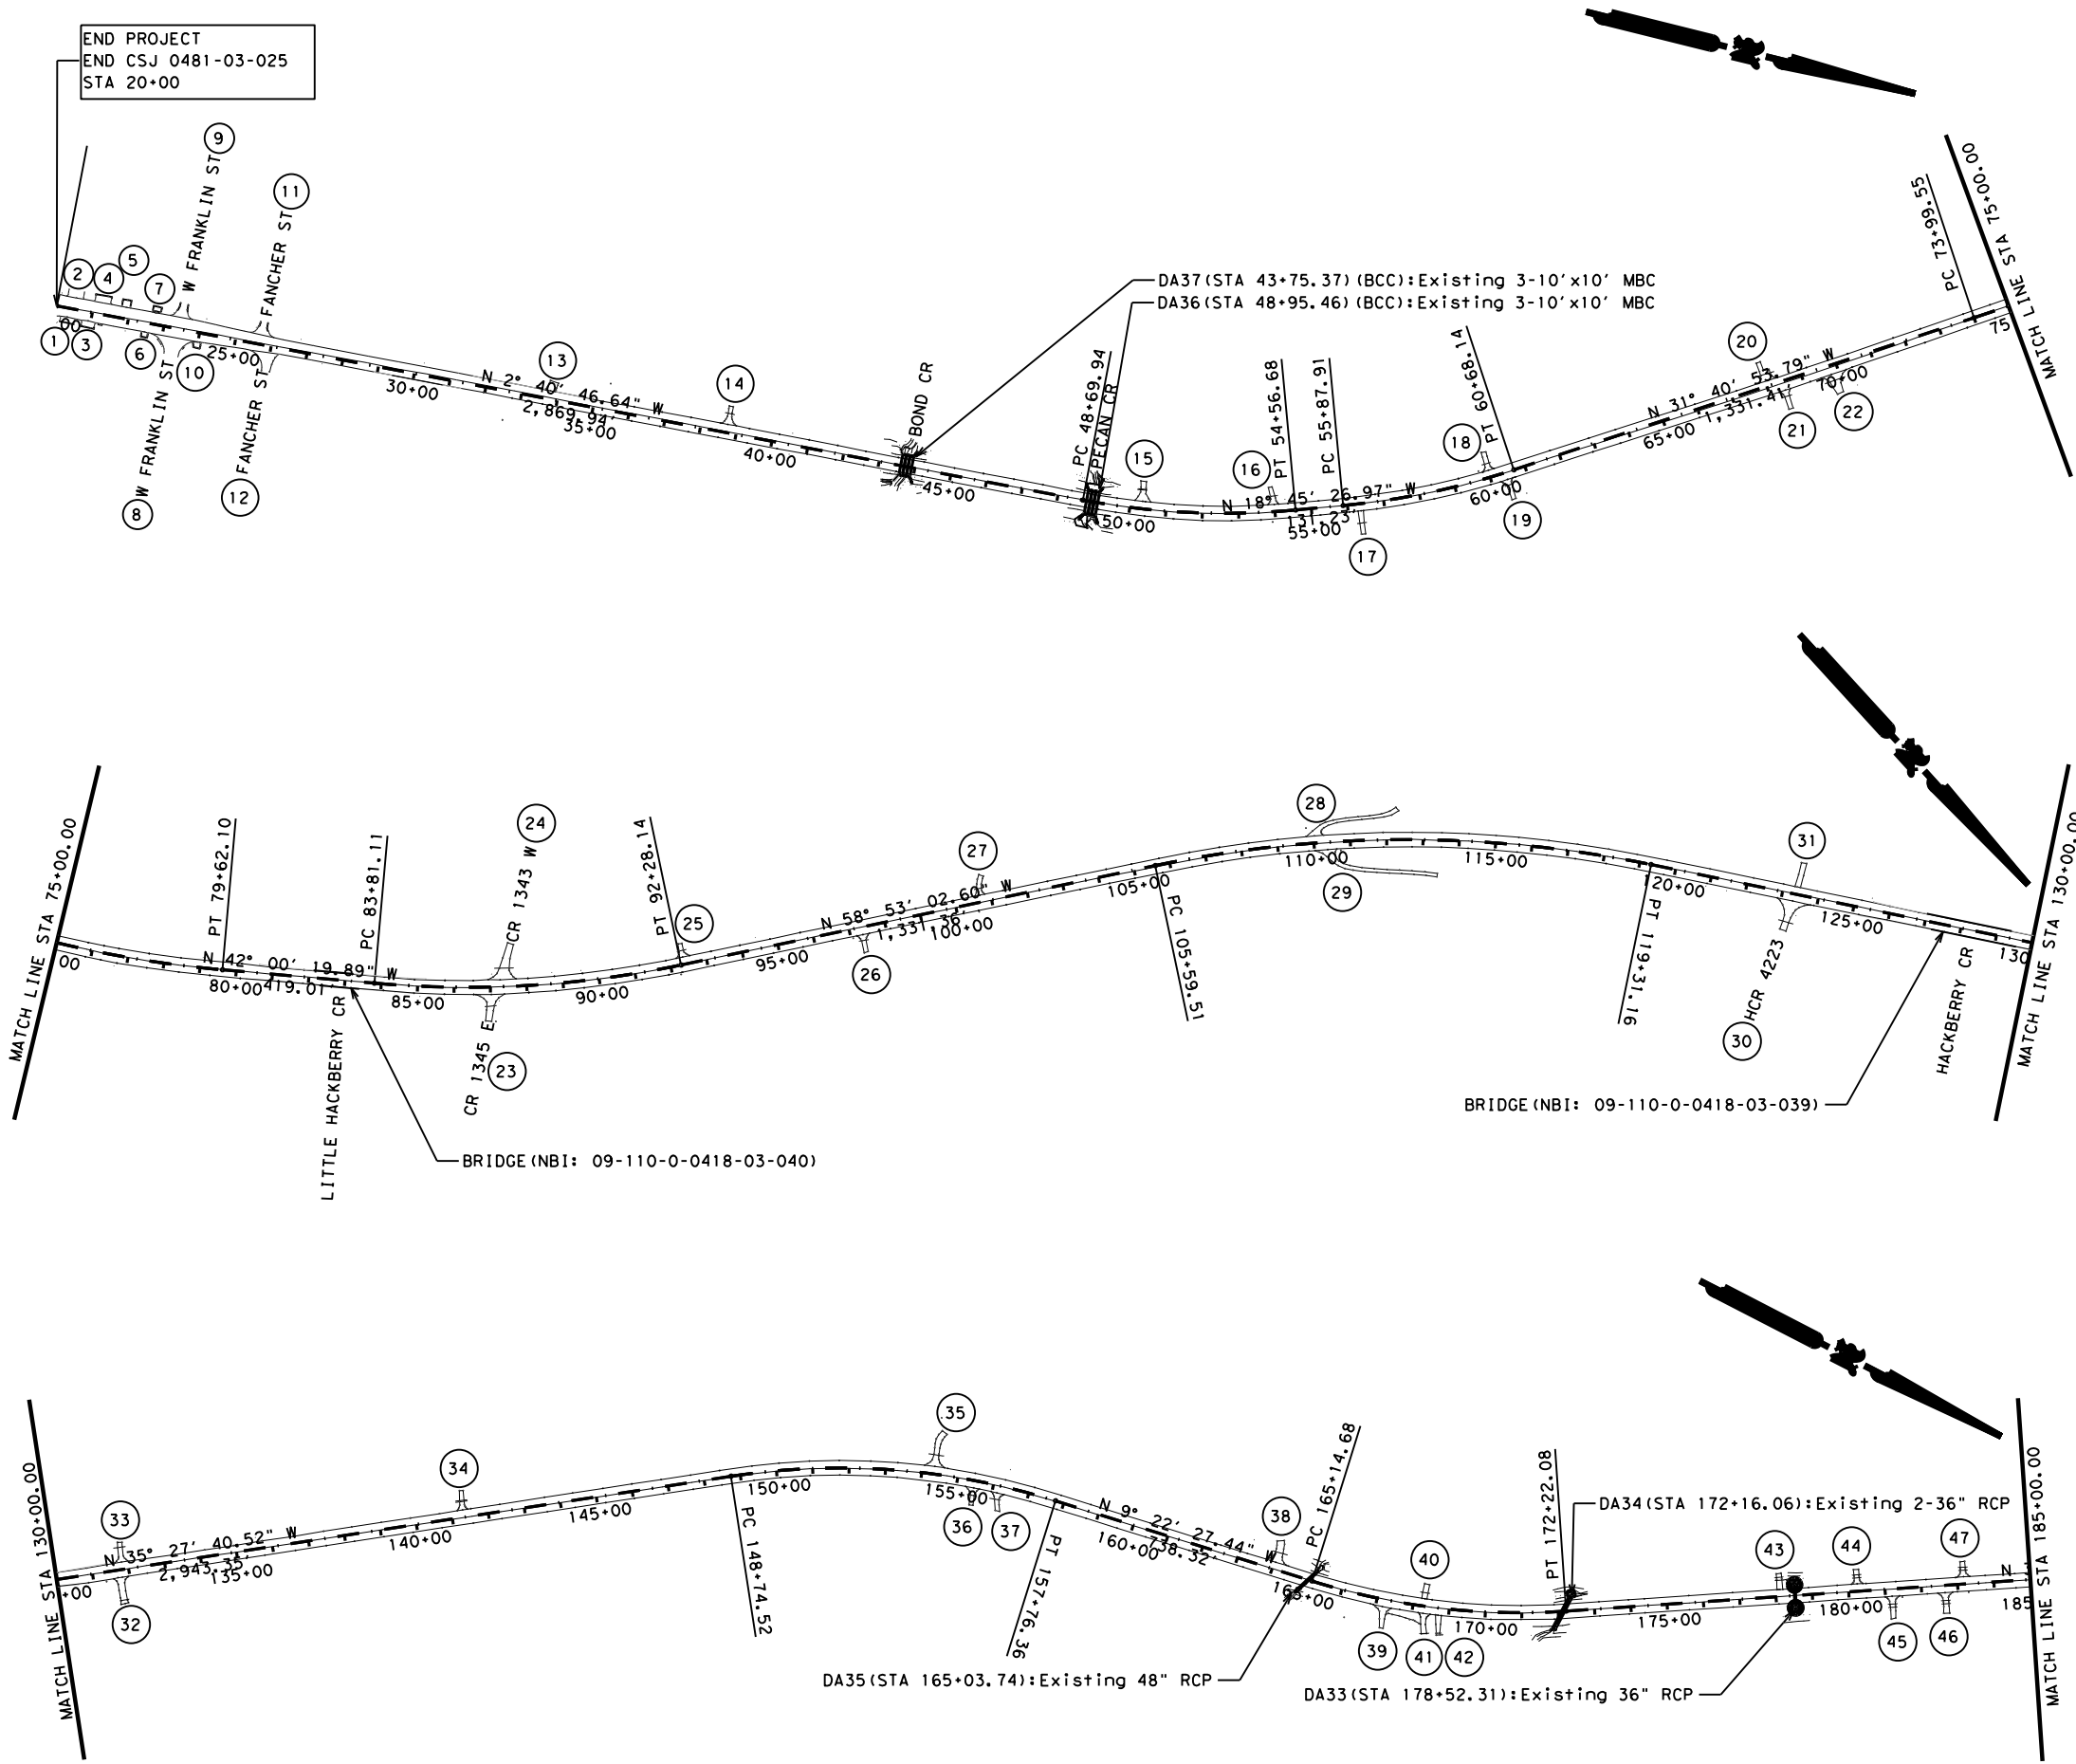 END PROJECT
END CSJ 0481-03-025
STA 20+00
9
W FRANKLIN ST
11
FANCHER ST
2
4
5
7
1
00
3
6
10
25+00
W FRANKLIN ST
8
FANCHER ST
12
30+00
13
N 2° 40' 46.64" W
2,869.94'
35+00
14
40+00
BOND CR
45+00
DA37(STA 43+75.37)(BCC):Existing 3-10'x10' MBC
DA36(STA 48+95.46)(BCC):Existing 3-10'x10' MBC
PC 48+69.94
PECAN CR
50+00
15
16
PT 54+56.68
N 18° 45' 26.97" W
131.23'
55+00
PC 55+87.91
17
18
PT 60+68.14
60+00
19
N 31° 40' 53.79" W
1,331.41'
65+00
20
70+00
21
22
PC 73+99.55
75
MATCH LINE STA 75+00.00
MATCH LINE STA 75+00.00
00
PT 79+62.10
N 42° 00' 19.89" W
80+00
419.01'
PC 83+81.11
LITTLE HACKBERRY CR
85+00
24
CR 1343 W
CR 1345 E
23
BRIDGE(NBI: 09-110-0-0418-03-040)
90+00
PT 92+28.14
25
95+00
N 58° 53' 02.60" W
1,331.36'
100+00
26
27
105+00
PC 105+59.51
28
110+00
29
115+00
PT 119+31.16
120+00
31
HCR 4223
30
125+00
BRIDGE(NBI: 09-110-0-0418-03-039)
HACKBERRY CR
130
MATCH LINE STA 130+00.00
MATCH LINE STA 130+00.00
+00
33
32
N 35° 27' 40.52" W
2,943.35'
135+00
34
140+00
145+00
PC 148+74.52
150+00
35
155+00
36
37
PT 157+76.36
N 9° 22' 27.44" W
160+00
738.32'
38
PC 165+14.68
165+00
DA35(STA 165+03.74):Existing 48" RCP
39
40
41
42
170+00
PT 172+22.08
DA34(STA 172+16.06):Existing 2-36" RCP
175+00
43
DA33(STA 178+52.31):Existing 36" RCP
180+00
44
45
46
47
N
185
MATCH LINE STA 185+00.00